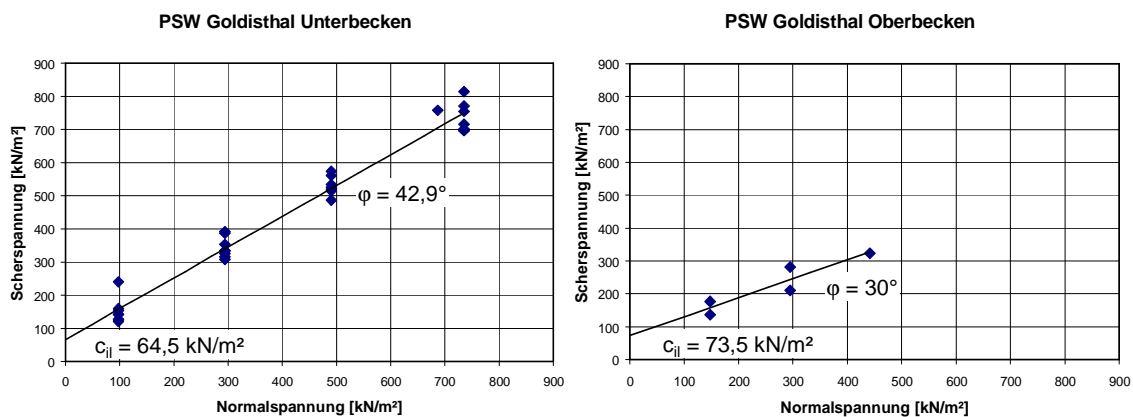 PSW Goldisthal Unterbecken
900
800
700
600
500
400
300
200
100
0
Scherspannung [kN/m²]
φ = 42,9°
c_il = 64,5 kN/m²
0 100 200 300 400 500 600 700 800 900
Normalspannung [kN/m²]
PSW Goldisthal Oberbecken
900
800
700
600
500
400
300
200
100
0
Scherspannung [kN/m²]
φ = 30°
c_il = 73,5 kN/m²
0 100 200 300 400 500 600 700 800 900
Normalspannung [kN/m²]